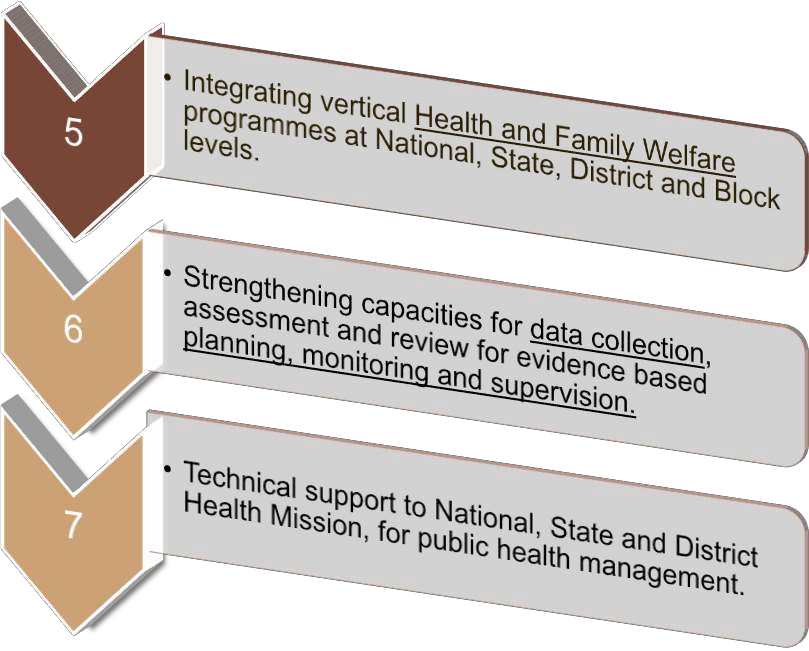 5
• Integrating vertical Health and Family Welfare
programmes at National, State, District and Block
levels.
6
• Strengthening capacities for data collection,
assessment and review for evidence based
planning, monitoring and supervision.
7
• Technical support to National, State and District
Health Mission, for public health management.